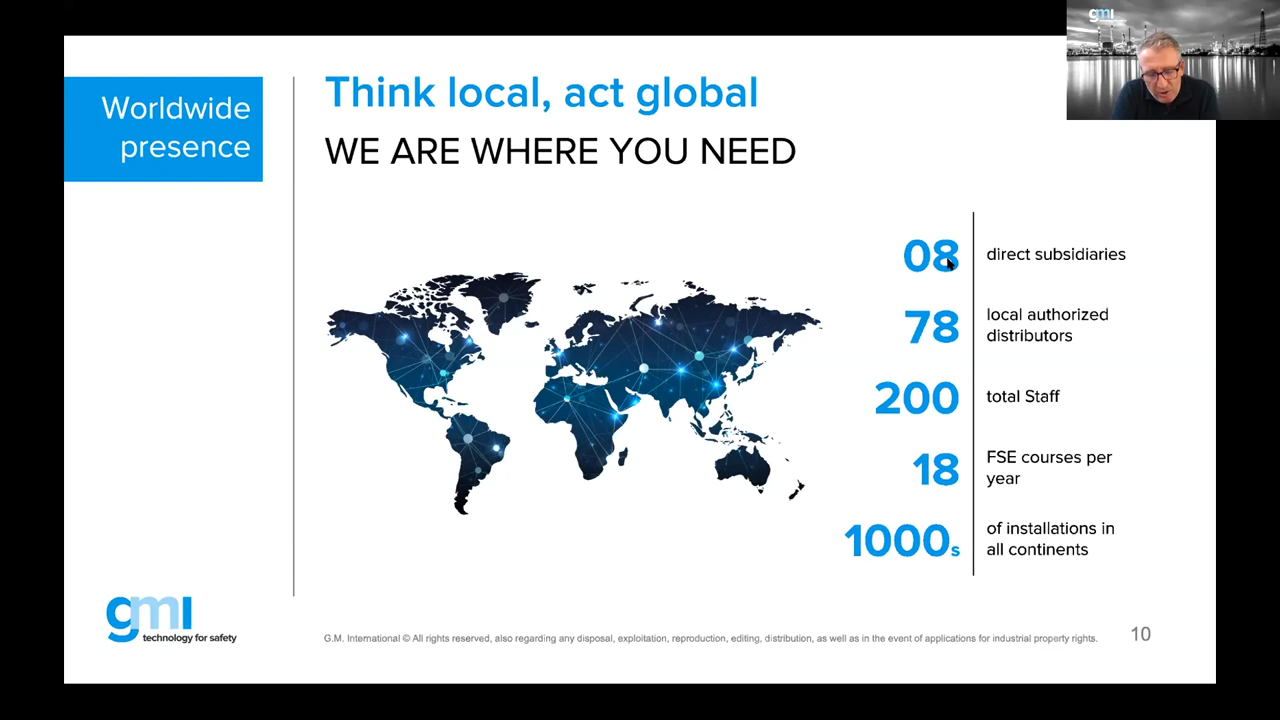 gmi
Worldwide
presence
Think local, act global
WE ARE WHERE YOU NEED
08
direct subsidiaries
78
local authorized
distributors
200
total Staff
18
FSE courses per
year
1000s
of installations in
all continents
gmi
technology for safety
G.M. International © All rights reserved, also regarding any disposal, exploitation, reproduction, editing, distribution, as well as in the event of applications for industrial property rights.
10